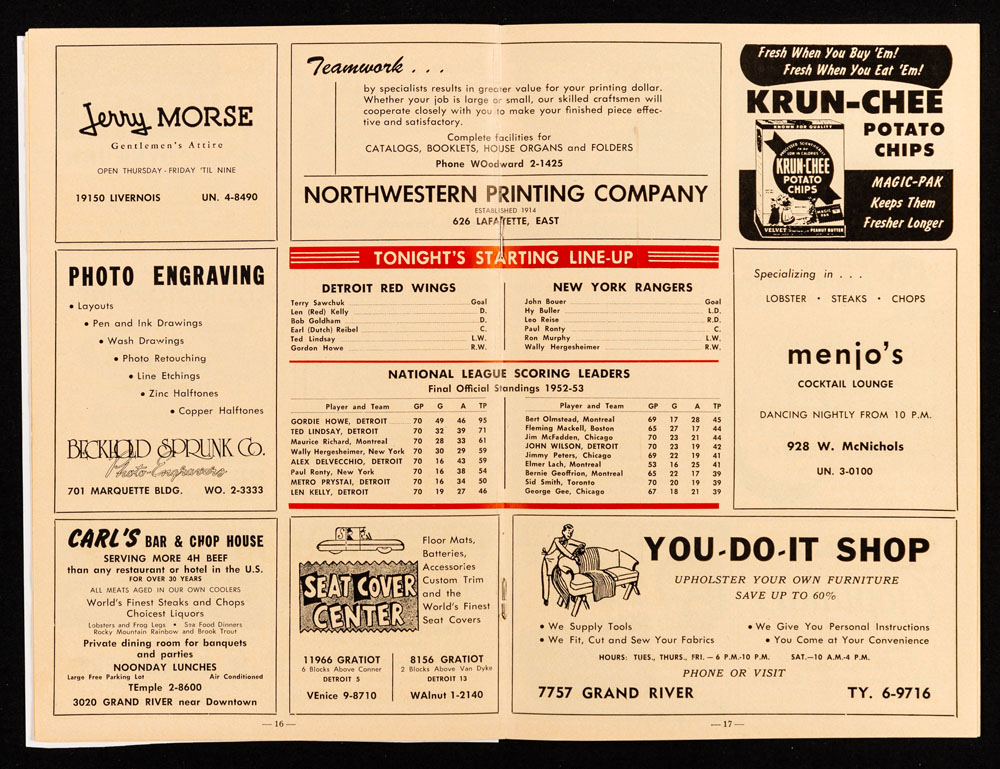 Jerry MORSE
Gentlemen's Attire
OPEN THURSDAY - FRIDAY 'TIL NINE
19150 LIVERNOIS UN. 4-8490
Teamwork . . .
by specialists results in greater value for your printing dollar.
Whether your job is large or small, our skilled craftsmen will
cooperate closely with you to make your finished piece effec-
tive and satisfactory.
Complete facilities for
CATALOGS, BOOKLETS, HOUSE ORGANS and FOLDERS
Phone WOodward 2-1425
NORTHWESTERN PRINTING COMPANY
ESTABLISHED 1914
626 LAFAYETTE, EAST
Fresh When You Buy 'Em!
Fresh When You Eat 'Em!
KRUN-CHEE
POTATO
CHIPS
MAGIC-PAK
Keeps Them
Fresher Longer
KNOWN FOR QUALITY
KRUN-CHEE
POTATO
CHIPS
VELVET PEANUT BUTTER
PHOTO ENGRAVING
• Layouts
• Pen and Ink Drawings
• Wash Drawings
• Photo Retouching
• Line Etchings
• Zinc Halftones
• Copper Halftones
BECKHOLD SPRUNK CO.
Photo-Engravers
701 MARQUETTE BLDG. WO. 2-3333
TONIGHT'S STARTING LINE-UP
DETROIT RED WINGS
Terry Sawchuk Goal
Len (Red) Kelly D.
Bob Goldham D.
Earl (Dutch) Reibel C.
Ted Lindsay L.W.
Gordon Howe R.W.
NEW YORK RANGERS
John Bouer Goal
Hy Buller L.D.
Leo Reise R.D.
Paul Ronty C.
Ron Murphy L.W.
Wally Hergesheimer R.W.
NATIONAL LEAGUE SCORING LEADERS
Final Official Standings 1952-53
Player and Team GP G A TP
GORDIE HOWE, DETROIT 70 49 46 95
TED LINDSAY, DETROIT 70 32 39 71
Maurice Richard, Montreal 70 28 33 61
Wally Hergesheimer, New York 70 30 29 59
ALEX DELVECCHIO, DETROIT 70 16 43 59
Paul Ronty, New York 70 16 38 54
METRO PRYSTAI, DETROIT 70 16 34 50
LEN KELLY, DETROIT 70 19 27 46
Player and Team GP G A TP
Bert Olmstead, Montreal 69 17 28 45
Fleming Mackell, Boston 65 27 17 44
Jim McFadden, Chicago 70 23 21 44
JOHN WILSON, DETROIT 70 23 19 42
Jimmy Peters, Chicago 69 22 19 41
Elmer Lach, Montreal 53 16 25 41
Bernie Geoffrion, Montreal 65 22 17 39
Sid Smith, Toronto 70 20 19 39
George Gee, Chicago 67 18 21 39
Specializing in . . .
LOBSTER • STEAKS • CHOPS
menjo's
COCKTAIL LOUNGE
DANCING NIGHTLY FROM 10 P.M.
928 W. McNichols
UN. 3-0100
CARL'S BAR & CHOP HOUSE
SERVING MORE 4H BEEF
than any restaurant or hotel in the U.S.
FOR OVER 30 YEARS
ALL MEATS AGED IN OUR OWN COOLERS
World's Finest Steaks and Chops
Choicest Liquors
Lobsters and Frog Legs • Sea Food Dinners
Rocky Mountain Rainbow and Brook Trout
Private dining room for banquets
and parties
NOONDAY LUNCHES
Large Free Parking Lot Air Conditioned
TEmple 2-8600
3020 GRAND RIVER near Downtown
SEAT COVER
CENTER
Floor Mats,
Batteries,
Accessories
Custom Trim
and the
World's Finest
Seat Covers
11966 GRATIOT
6 Blocks Above Conner
DETROIT 5
VEnice 9-8710
8156 GRATIOT
2 Blocks Above Van Dyke
DETROIT 13
WAlnut 1-2140
YOU-DO-IT SHOP
UPHOLSTER YOUR OWN FURNITURE
SAVE UP TO 60%
• We Supply Tools
• We Give You Personal Instructions
• We Fit, Cut and Sew Your Fabrics
• You Come at Your Convenience
HOURS: TUES., THURS., FRI. — 6 P.M.-10 P.M. SAT.—10 A.M.-4 P.M.
PHONE OR VISIT
7757 GRAND RIVER TY. 6-9716
— 16 —
— 17 —